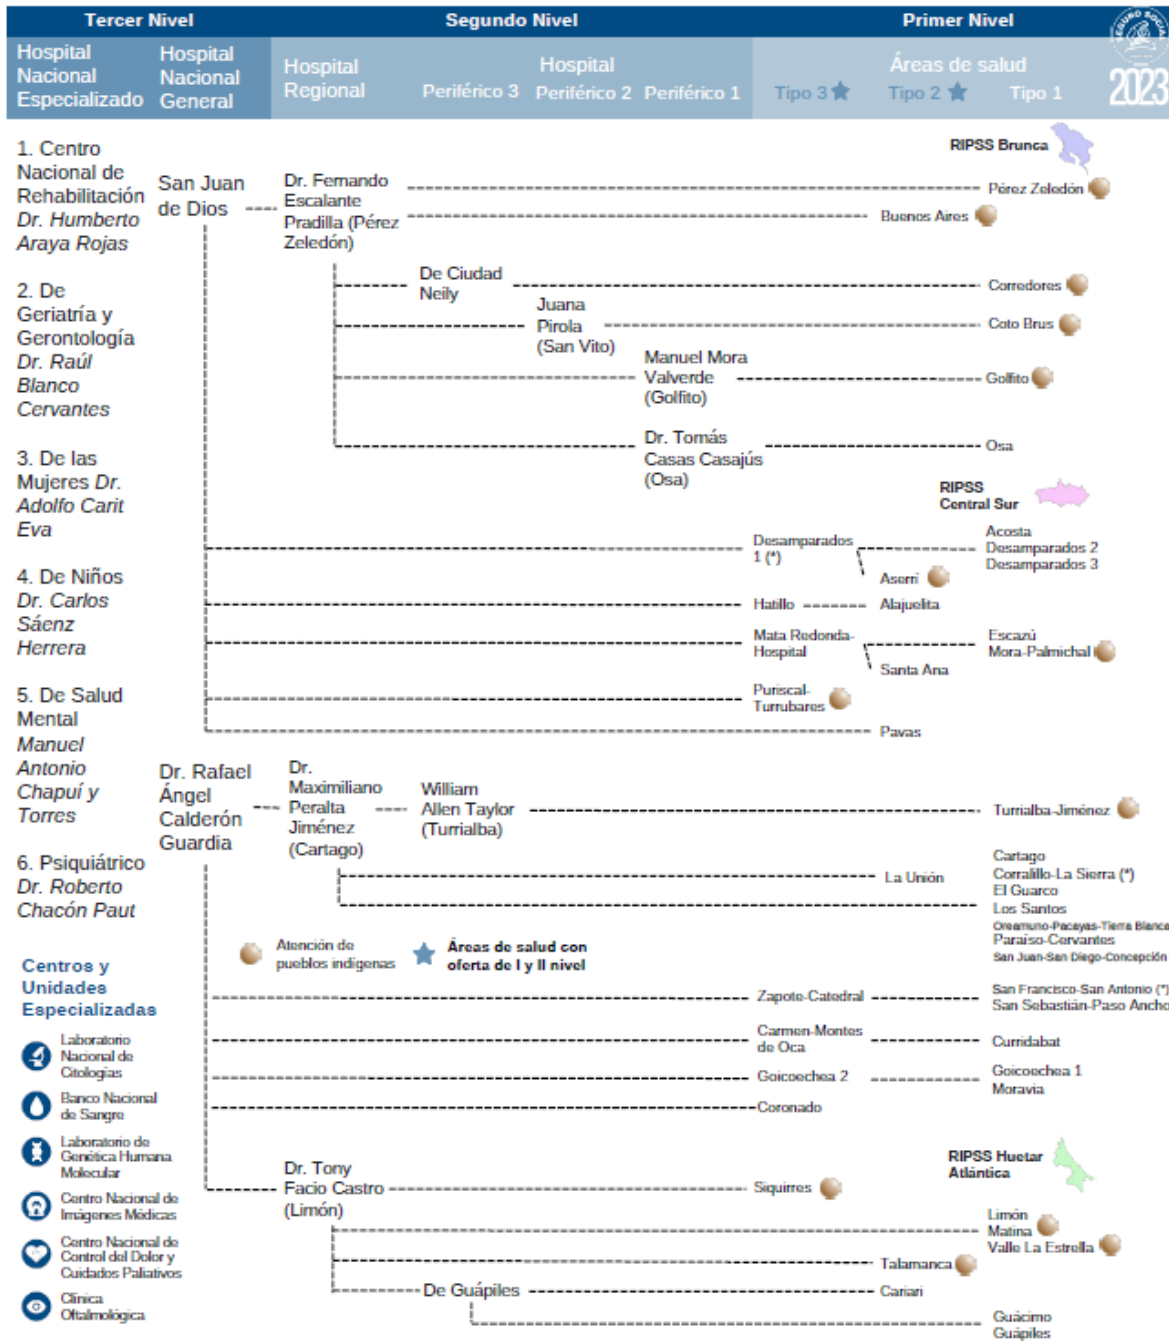 Tercer Nivel
Segundo Nivel
Primer Nivel
SEGURO SOCIAL
2023
Hospital
Nacional
Especializado
Hospital
Nacional
General
Hospital
Regional
Hospital
Periférico 3 Periférico 2 Periférico 1
Áreas de salud
Tipo 3 Tipo 2 Tipo 1
1. Centro
Nacional de
Rehabilitación
Dr. Humberto
Araya Rojas
2. De
Geriatría y
Gerontología
Dr. Raúl
Blanco
Cervantes
3. De las
Mujeres Dr.
Adolfo Carit
Eva
4. De Niños
Dr. Carlos
Sáenz
Herrera
5. De Salud
Mental
Manuel
Antonio
Chapuí y
Torres
6. Psiquiátrico
Dr. Roberto
Chacón Paut
Centros y
Unidades
Especializadas
Laboratorio
Nacional de
Citologías
Banco Nacional
de Sangre
Laboratorio de
Genética Humana
Molecular
Centro Nacional de
Imágenes Médicas
Centro Nacional de
Control del Dolor y
Cuidados Paliativos
Clínica
Oftalmológica
RIPSS Brunca
San Juan
de Dios
Dr. Fernando
Escalante
Pradilla (Pérez
Zeledón)
Pérez Zeledón
Buenos Aires
De Ciudad
Neily
Corredores
Juana
Pirola
(San Vito)
Coto Brus
Manuel Mora
Valverde
(Golfito)
Golfito
Dr. Tomás
Casas Casajús
(Osa)
Osa
RIPSS
Central Sur
Desamparados
1 (*)
Acosta
Desamparados 2
Desamparados 3
Aserrí
Hatillo
Alajuelita
Mata Redonda-
Hospital
Escazú
Mora-Palmichal
Santa Ana
Puriscal-
Turrubares
Pavas
Dr. Rafael
Ángel
Calderón
Guardia
Dr.
Maximiliano
Peralta
Jiménez
(Cartago)
William
Allen Taylor
(Turrialba)
Turrialba-Jiménez
La Unión
Cartago
Corralillo-La Sierra (*)
El Guarco
Los Santos
Oreamuno-Pacayas-Tierra Blanca
Paraíso-Cervantes
San Juan-San Diego-Concepción
Atención de
pueblos indígenas
Áreas de salud con
oferta de I y II nivel
Zapote-Catedral
San Francisco-San Antonio (*)
San Sebastián-Paso Ancho
Carmen-Montes
de Oca
Curridabat
Goicoechea 2
Goicoechea 1
Moravia
Coronado
RIPSS Huetar
Atlántica
Dr. Tony
Facio Castro
(Limón)
Siquirres
Limón
Matina
Valle La Estrella
Talamanca
De Guápiles
Cariari
Guácimo
Guápiles